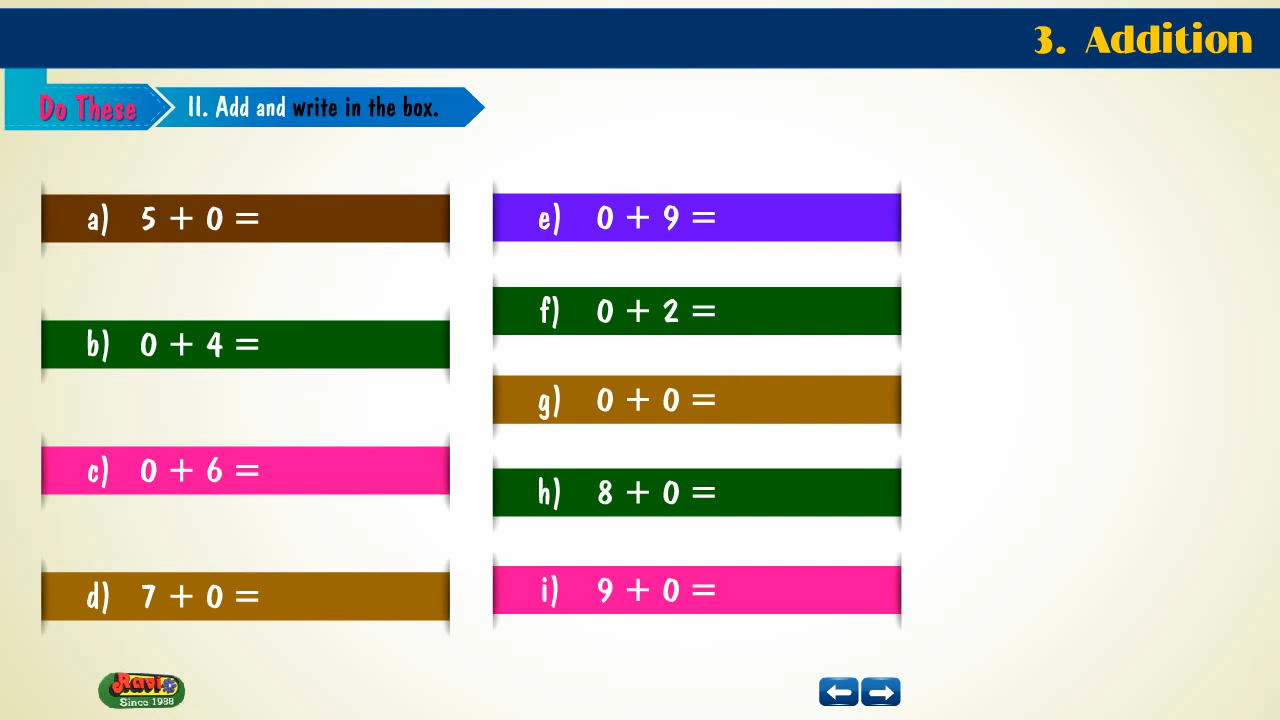 3. Addition
Do These
II. Add and write in the box.
a) 5 + 0 =
b) 0 + 4 =
c) 0 + 6 =
d) 7 + 0 =
e) 0 + 9 =
f) 0 + 2 =
g) 0 + 0 =
h) 8 + 0 =
i) 9 + 0 =
Ravi
Since 1988